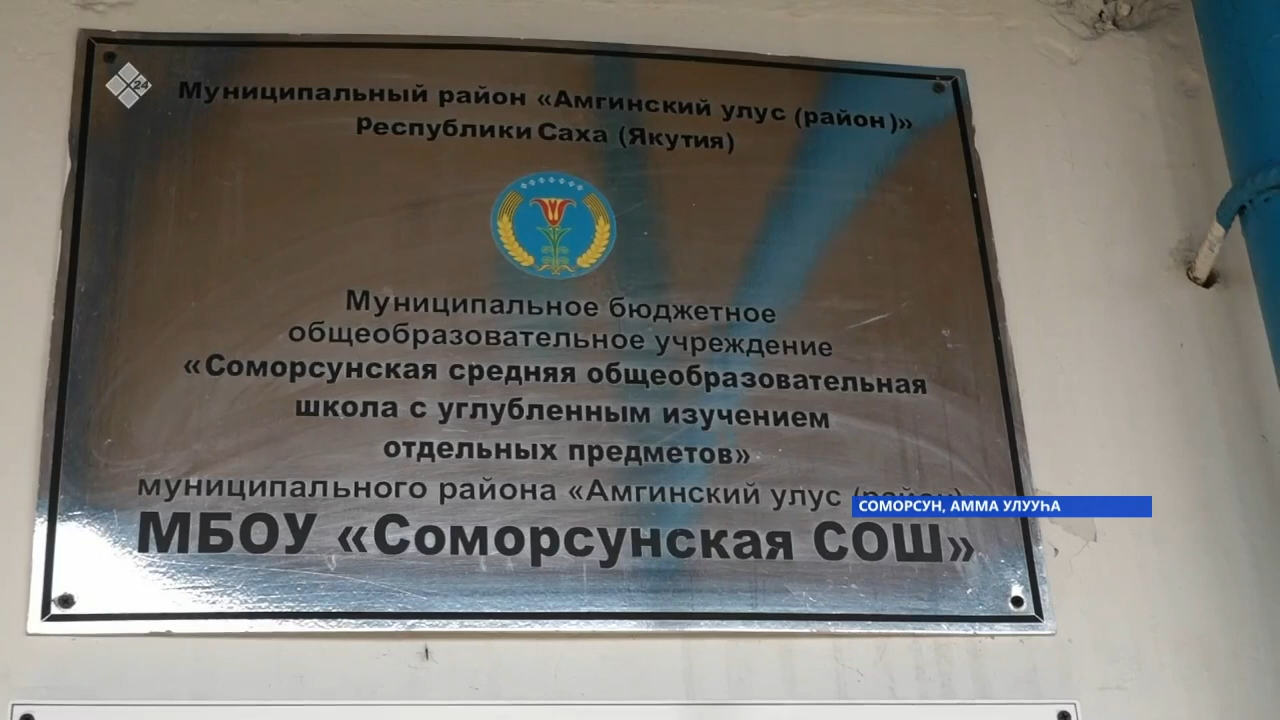 24
Муниципальный район «Амгинский улус (район)»
Республики Саха (Якутия)
Муниципальное бюджетное
общеобразовательное учреждение
«Соморсунская средняя общеобразовательная
школа с углубленным изучением
отдельных предметов»
муниципального района «Амгинский улус (район)
СОМОРСУН, АММА УЛУУҺА
МБОУ «Соморсунская СОШ»